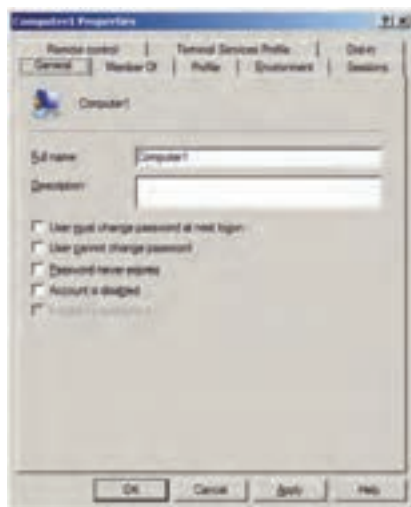 Computer1 Properties
Remote control Terminal Services Profile Dial-in
General Member Of Profile Environment Sessions
Computer1
Full name: Computer1
Description:
User must change password at next logon
User cannot change password
Password never expires
Account is disabled
OK Cancel Apply Help